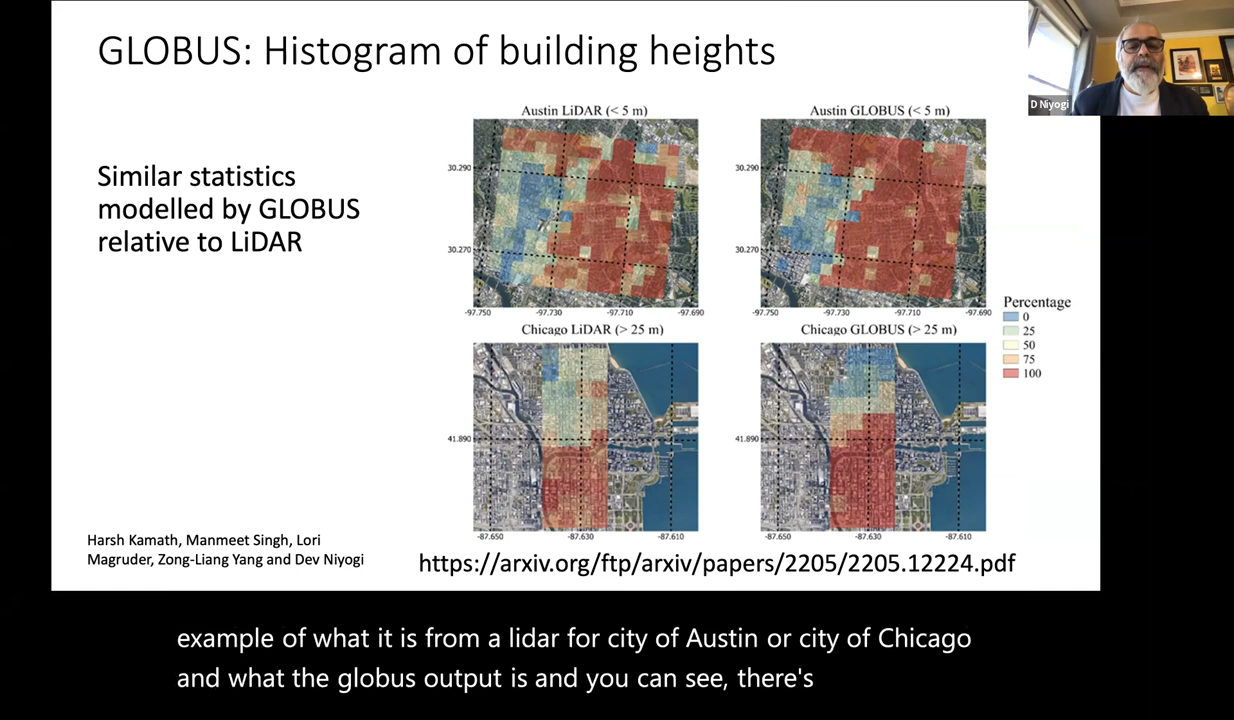 GLOBUS: Histogram of building heights
D Niyogi
Similar statistics
modelled by GLOBUS
relative to LiDAR
Austin LiDAR (< 5 m)
30.290
30.270
-97.750 -97.730 -97.710 -97.690
Austin GLOBUS (< 5 m)
30.290
30.270
-97.750 -97.730 -97.710 -97.690
Chicago LiDAR (> 25 m)
41.890
-87.650 -87.630 -87.610
Chicago GLOBUS (> 25 m)
41.890
-87.650 -87.630 -87.610
Percentage
0
25
50
75
100
Harsh Kamath, Manmeet Singh, Lori
Magruder, Zong-Liang Yang and Dev Niyogi
https://arxiv.org/ftp/arxiv/papers/2205/2205.12224.pdf
example of what it is from a lidar for city of Austin or city of Chicago
and what the globus output is and you can see, there's